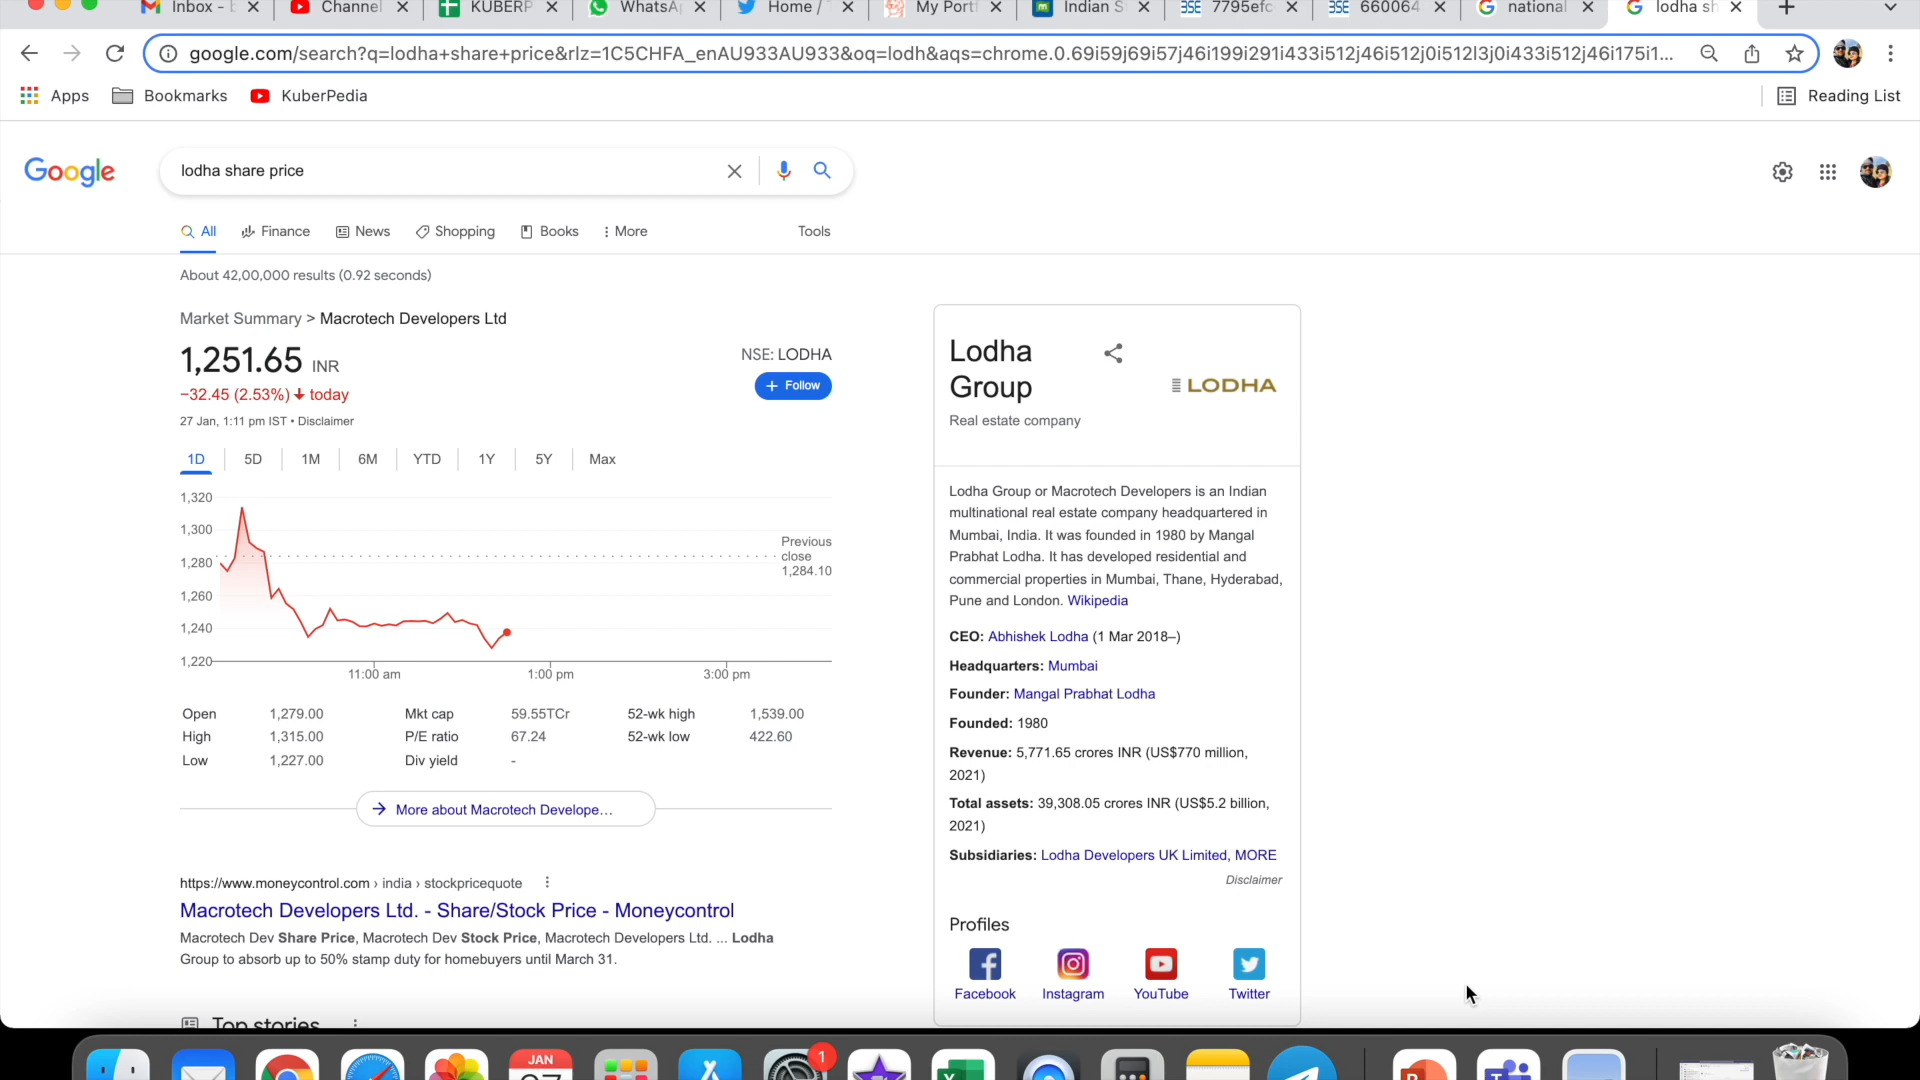 Inbox -
Channel
KUBERP
WhatsA
Home /
My Port
Indian S
7795efc
660064
national
lodha sh
google.com/search?q=lodha+share+price&rlz=1C5CHFA_enAU933AU933&oq=lodh&aqs=chrome.0.69i59j69i57j46i199i291i433i512j46i512j0i512l3j0i433i512j46i175i1...
Apps
Bookmarks
KuberPedia
Reading List
Google
lodha share price
All
Finance
News
Shopping
Books
More
Tools
About 42,00,000 results (0.92 seconds)
Market Summary > Macrotech Developers Ltd
1,251.65 INR
−32.45 (2.53%) today
27 Jan, 1:11 pm IST • Disclaimer
NSE: LODHA
+ Follow
1D 5D 1M 6M YTD 1Y 5Y Max
1,320
1,300
1,280
1,260
1,240
1,220
Previous
close
1,284.10
11:00 am 1:00 pm 3:00 pm
Open 1,279.00 Mkt cap 59.55TCr 52-wk high 1,539.00
High 1,315.00 P/E ratio 67.24 52-wk low 422.60
Low 1,227.00 Div yield -
More about Macrotech Develope…
https://www.moneycontrol.com › india › stockpricequote
Macrotech Developers Ltd. - Share/Stock Price - Moneycontrol
Macrotech Dev Share Price, Macrotech Dev Stock Price, Macrotech Developers Ltd. ... Lodha
Group to absorb up to 50% stamp duty for homebuyers until March 31.
Top stories
Lodha
Group
LODHA
Real estate company
Lodha Group or Macrotech Developers is an Indian
multinational real estate company headquartered in
Mumbai, India. It was founded in 1980 by Mangal
Prabhat Lodha. It has developed residential and
commercial properties in Mumbai, Thane, Hyderabad,
Pune and London. Wikipedia
CEO: Abhishek Lodha (1 Mar 2018–)
Headquarters: Mumbai
Founder: Mangal Prabhat Lodha
Founded: 1980
Revenue: 5,771.65 crores INR (US$770 million,
2021)
Total assets: 39,308.05 crores INR (US$5.2 billion,
2021)
Subsidiaries: Lodha Developers UK Limited, MORE
Disclaimer
Profiles
Facebook
Instagram
YouTube
Twitter
JAN
1